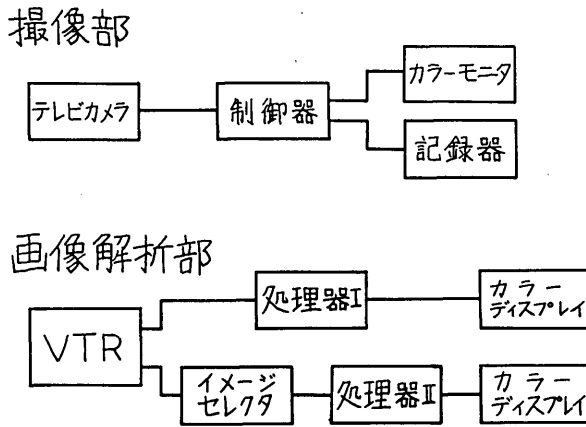 撮像部
テレビカメラ
制御器
カラーモニタ
記録器
画像解析部
VTR
処理器I
カラー
ディスプレイ
イメージ
セレクタ
処理器II
カラー
ディスプレイ